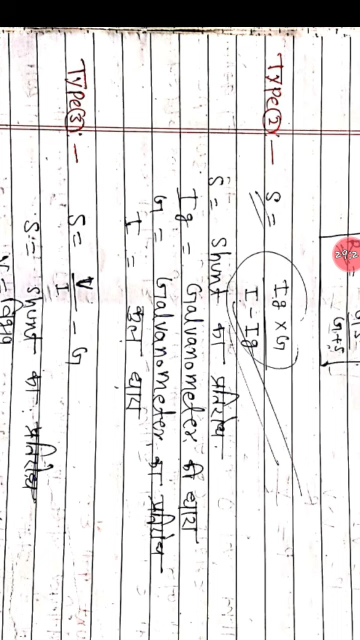 G+S
Type ② :— S = Ig × G / I - Ig
S = Shunt का प्रतिरोध
Ig = Galvanometer की धारा
G = Galvanometer का प्रतिरोध
I = कुल धारा
Type ③ :— S = V / I - G
S = Shunt का प्रतिरोध